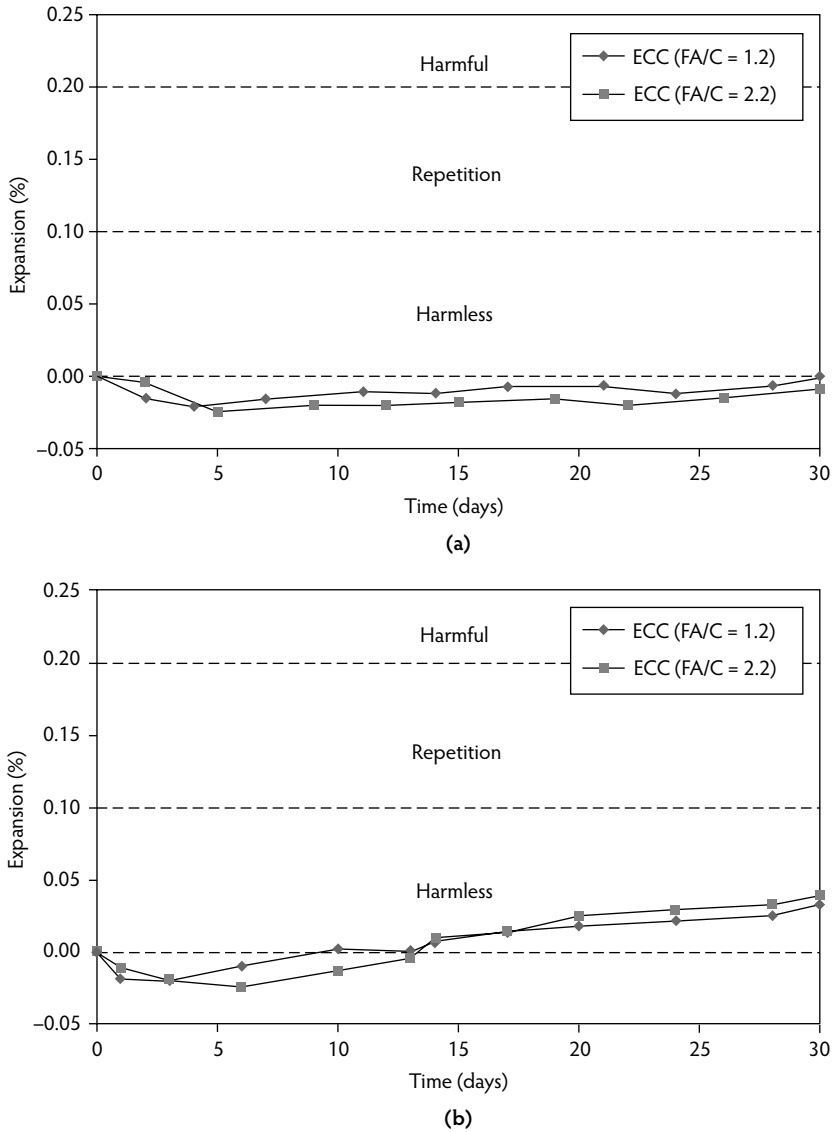 0.25
Harmful
ECC (FA/C = 1.2)
0.20
ECC (FA/C = 2.2)
0.15
Repetition
Expansion (%)
0.10
0.05
Harmless
0.00
–0.05
0
5
10
15
20
25
30
Time (days)
(a)
0.25
Harmful
ECC (FA/C = 1.2)
0.20
ECC (FA/C = 2.2)
0.15
Repetition
Expansion (%)
0.10
0.05
Harmless
0.00
–0.05
0
5
10
15
20
25
30
Time (days)
(b)